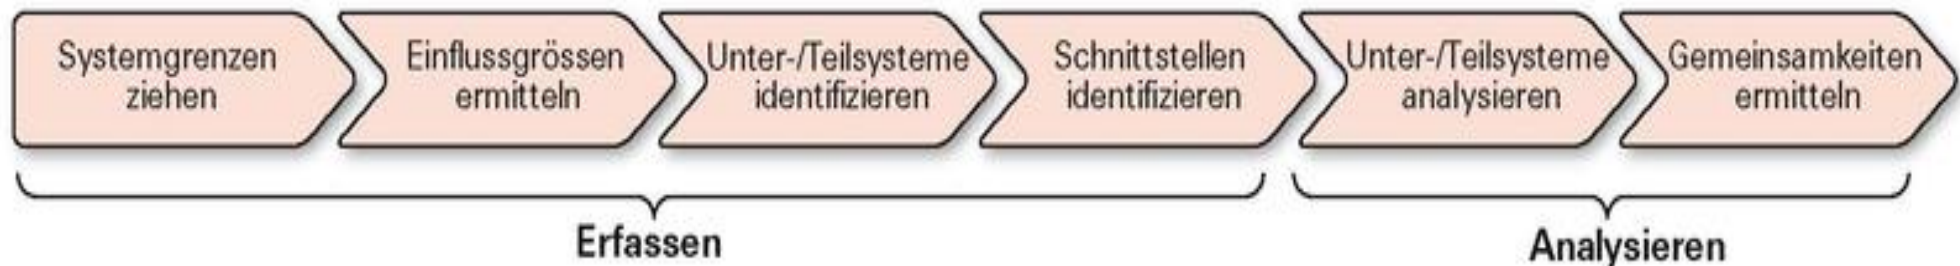 Systemgrenzen
ziehen
Einflussgrössen
ermitteln
Unter-/Teilsysteme
identifizieren
Schnittstellen
identifizieren
Unter-/Teilsysteme
analysieren
Gemeinsamkeiten
ermitteln
Erfassen
Analysieren